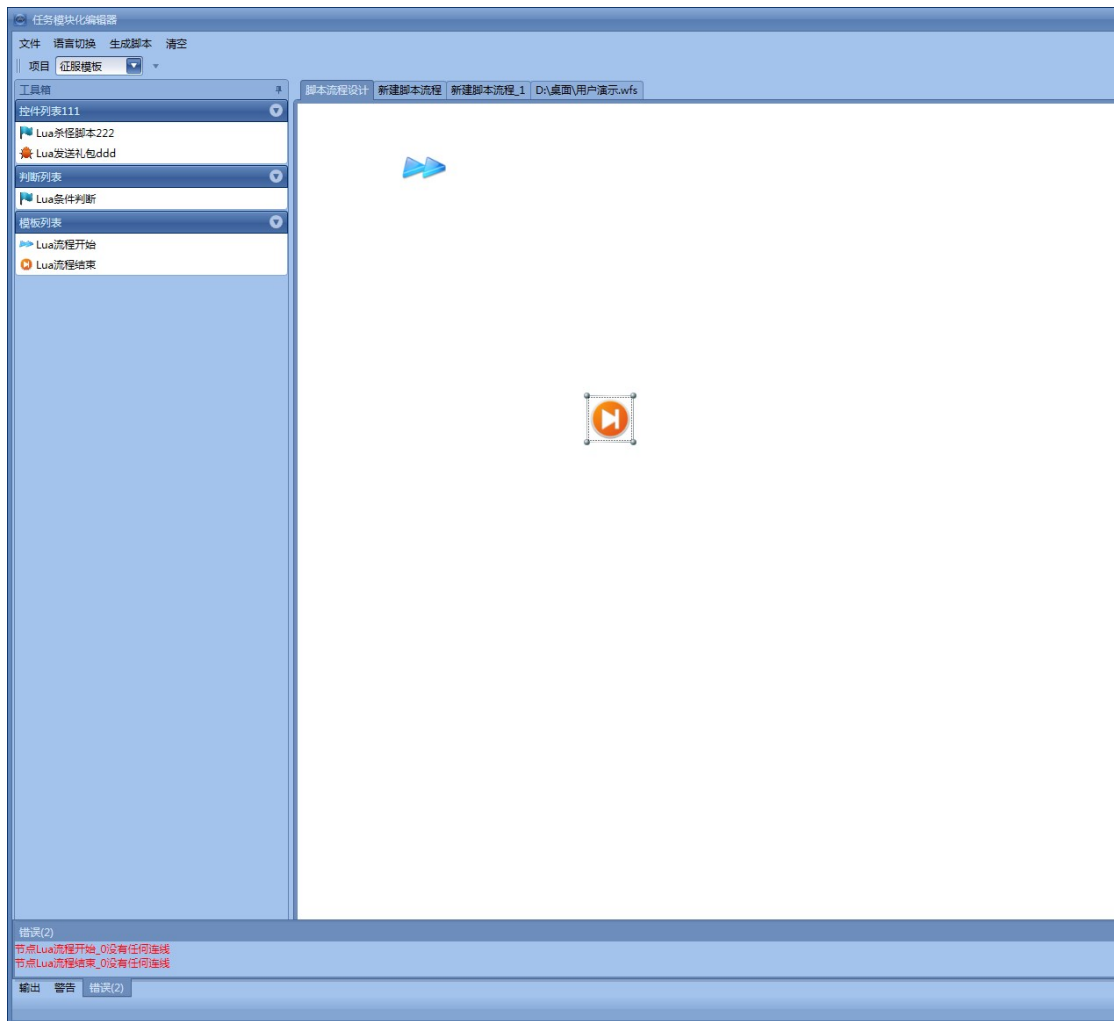 任务模块化编辑器
文件 语言切换 生成脚本 清空
项目 征服模板
工具箱
脚本流程设计 新建脚本流程 新建脚本流程_1 D:\桌面\用户演示.wfs
控件列表111
Lua杀怪脚本222
Lua发送礼包ddd
判断列表
Lua条件判断
模板列表
Lua流程开始
Lua流程结束
错误(2)
节点Lua流程开始_0没有任何连线
节点Lua流程结束_0没有任何连线
输出 警告 错误(2)